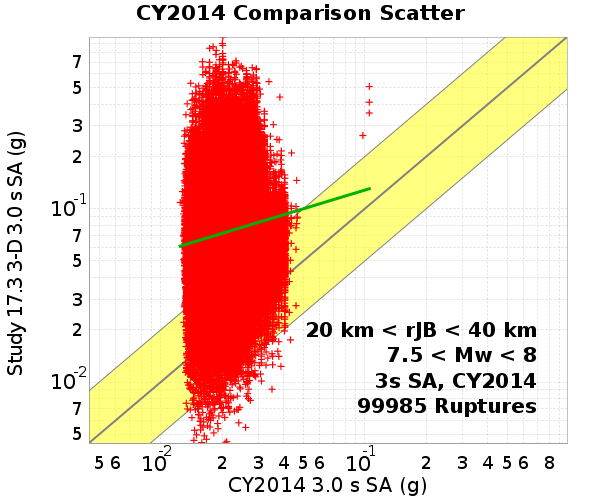 CY2014 Comparison Scatter
Study 17.3 3-D 3.0 s SA (g)
7
5
3
2
10-1
7
5
3
2
10-2
7
5
20 km < rJB < 40 km
7.5 < Mw < 8
3s SA, CY2014
99985 Ruptures
5 6 10-2 2 3 4 5 6 10-1 2 3 4 5 6 8
CY2014 3.0 s SA (g)